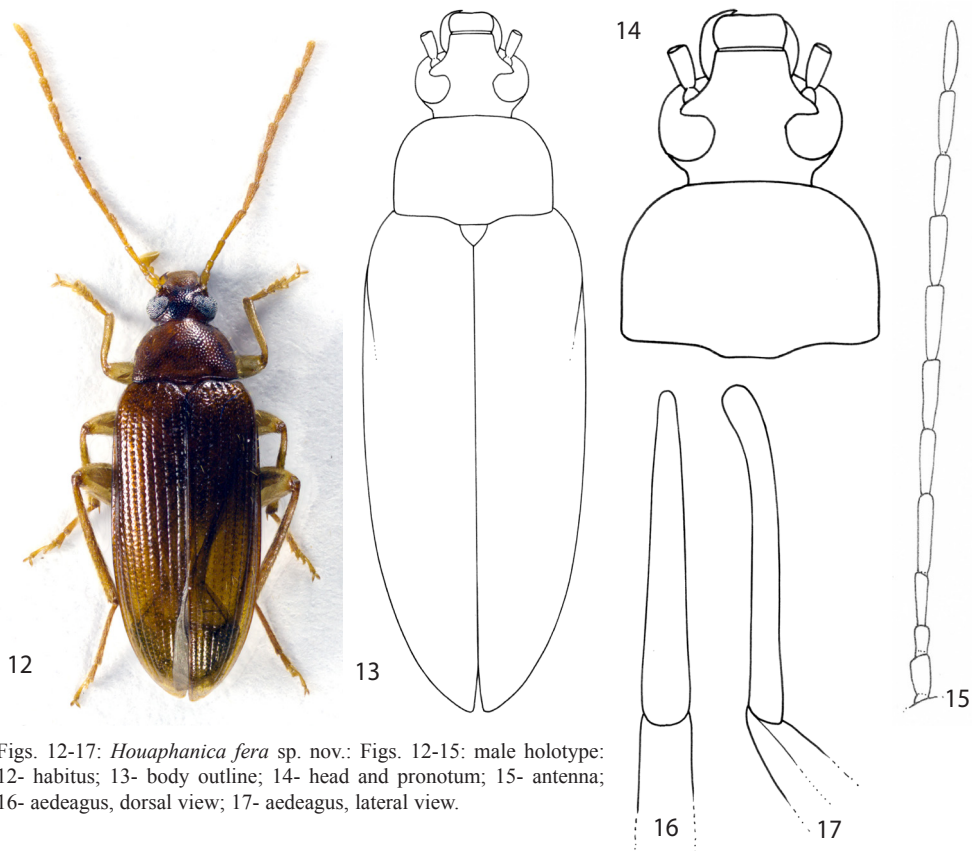 14
12
13
15
Figs. 12-17: Houaphanica fera sp. nov.: Figs. 12-15: male holotype:
12- habitus; 13- body outline; 14- head and pronotum; 15- antenna;
16- aedeagus, dorsal view; 17- aedeagus, lateral view.
16
17